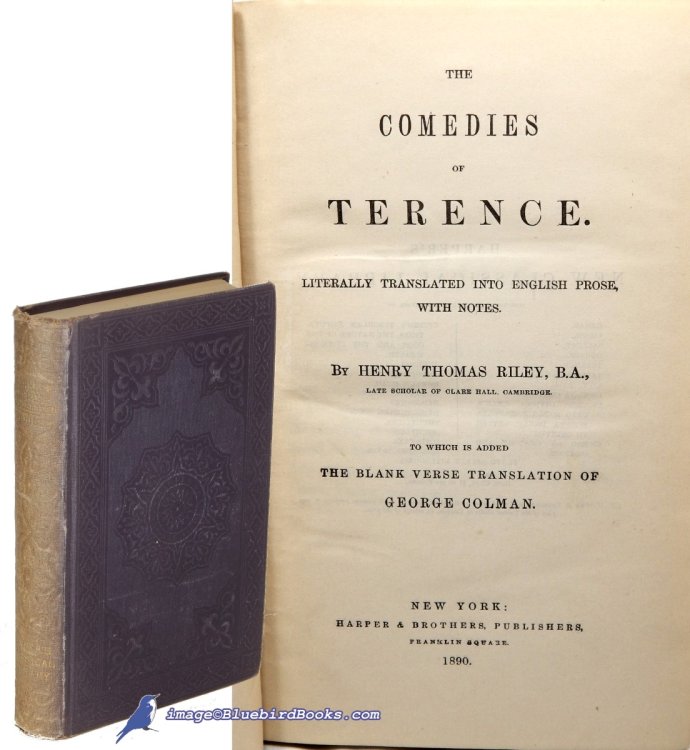 THE
COMEDIES
OF
TERENCE.
LITERALLY TRANSLATED INTO ENGLISH PROSE,
WITH NOTES.
BY HENRY THOMAS RILEY, B.A.,
LATE SCHOLAR OF CLARE HALL, CAMBRIDGE.
TO WHICH IS ADDED
THE BLANK VERSE TRANSLATION OF
GEORGE COLMAN.
NEW YORK:
HARPER & BROTHERS, PUBLISHERS,
FRANKLIN SQUARE.
1890.
image©BluebirdBooks.com